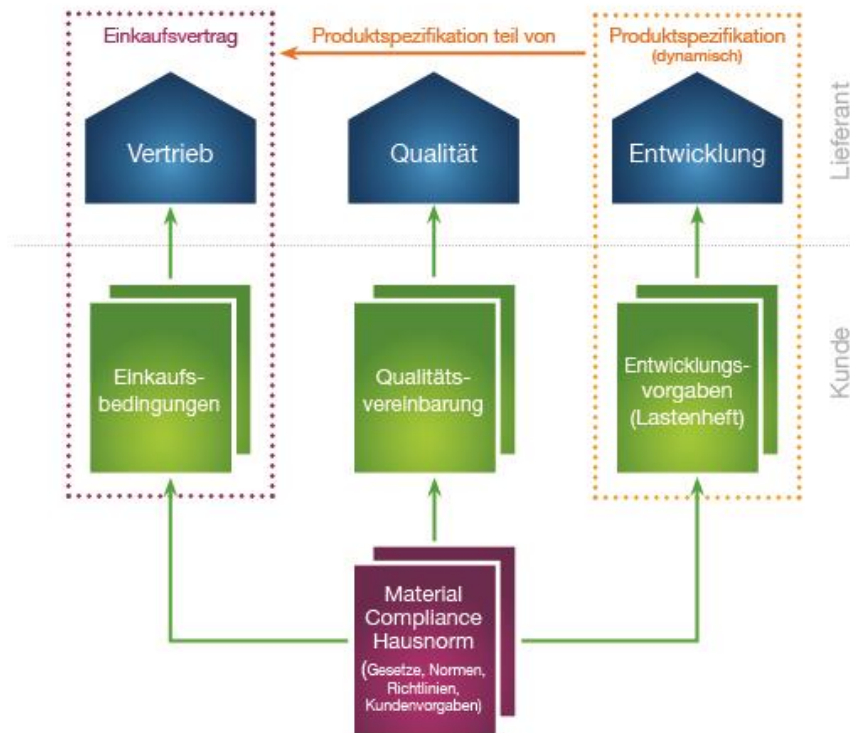 Einkaufsvertrag
Produktspezifikation teil von
Produktspezifikation
(dynamisch)
Vertrieb
Qualität
Entwicklung
Lieferant
Einkaufs-
bedingungen
Qualitäts-
vereinbarung
Entwicklungs-
vorgaben
(Lastenheft)
Kunde
Material
Compliance
Hausnorm
(Gesetze, Normen,
Richtlinien,
Kundenvorgaben)